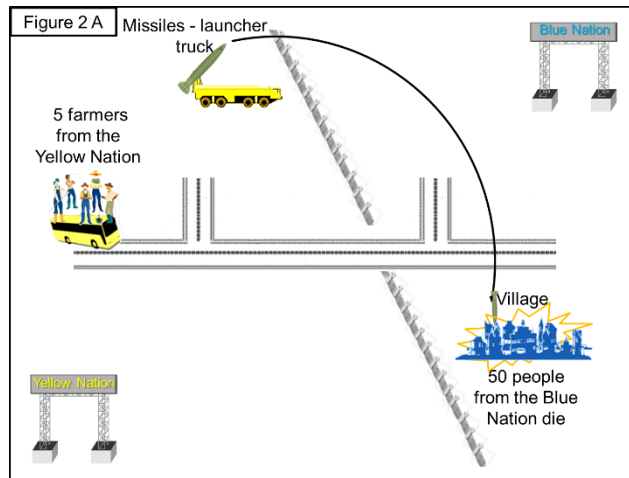 Figure 2 A
Missiles - launcher
truck
Blue Nation
5 farmers
from the
Yellow Nation
Village
50 people
from the Blue
Nation die
Yellow Nation